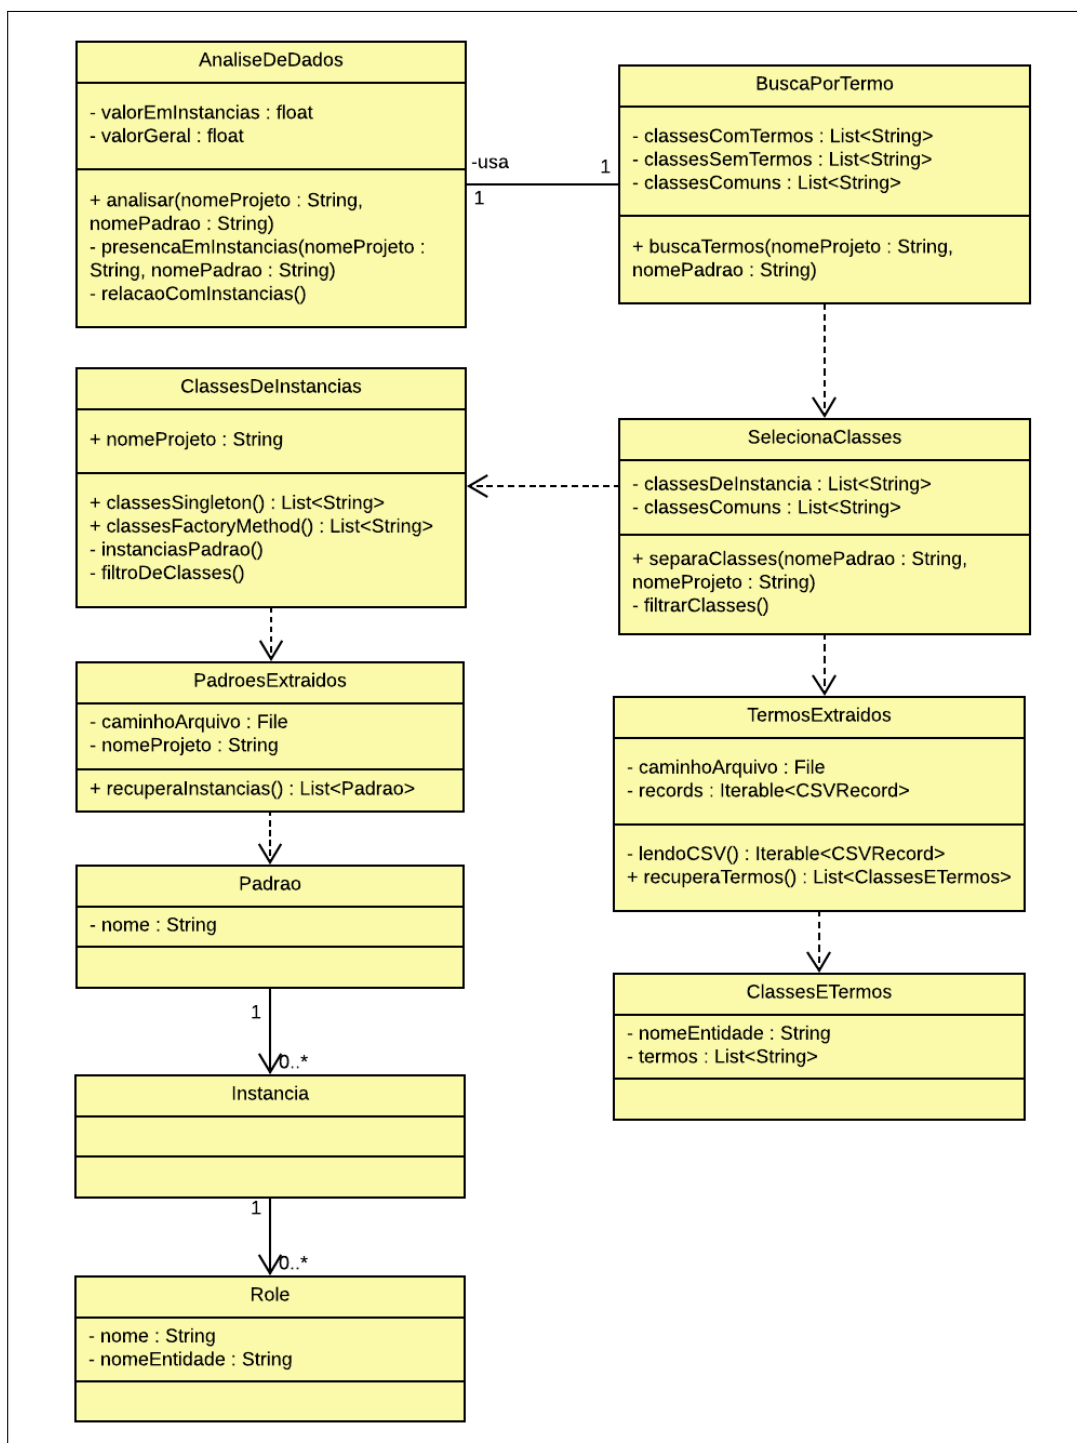 AnaliseDeDados
- valorEmInstancias : float
- valorGeral : float
+ analisar(nomeProjeto : String,
nomePadrao : String)
- presencaEmInstancias(nomeProjeto :
String, nomePadrao : String)
- relacaoComInstancias()
-usa
1
1
BuscaPorTermo
- classesComTermos : List<String>
- classesSemTermos : List<String>
- classesComuns : List<String>
+ buscaTermos(nomeProjeto : String,
nomePadrao : String)
ClassesDeInstancias
+ nomeProjeto : String
+ classesSingleton() : List<String>
+ classesFactoryMethod() : List<String>
- instanciasPadrao()
- filtroDeClasses()
SelecionaClasses
- classesDeInstancia : List<String>
- classesComuns : List<String>
+ separaClasses(nomePadrao : String,
nomeProjeto : String)
- filtrarClasses()
PadroesExtraidos
- caminhoArquivo : File
- nomeProjeto : String
+ recuperaInstancias() : List<Padrao>
TermosExtraidos
- caminhoArquivo : File
- records : Iterable<CSVRecord>
- lendoCSV() : Iterable<CSVRecord>
+ recuperaTermos() : List<ClassesETermos>
Padrao
- nome : String
1
0..*
ClassesETermos
- nomeEntidade : String
- termos : List<String>
Instancia
1
0..*
Role
- nome : String
- nomeEntidade : String